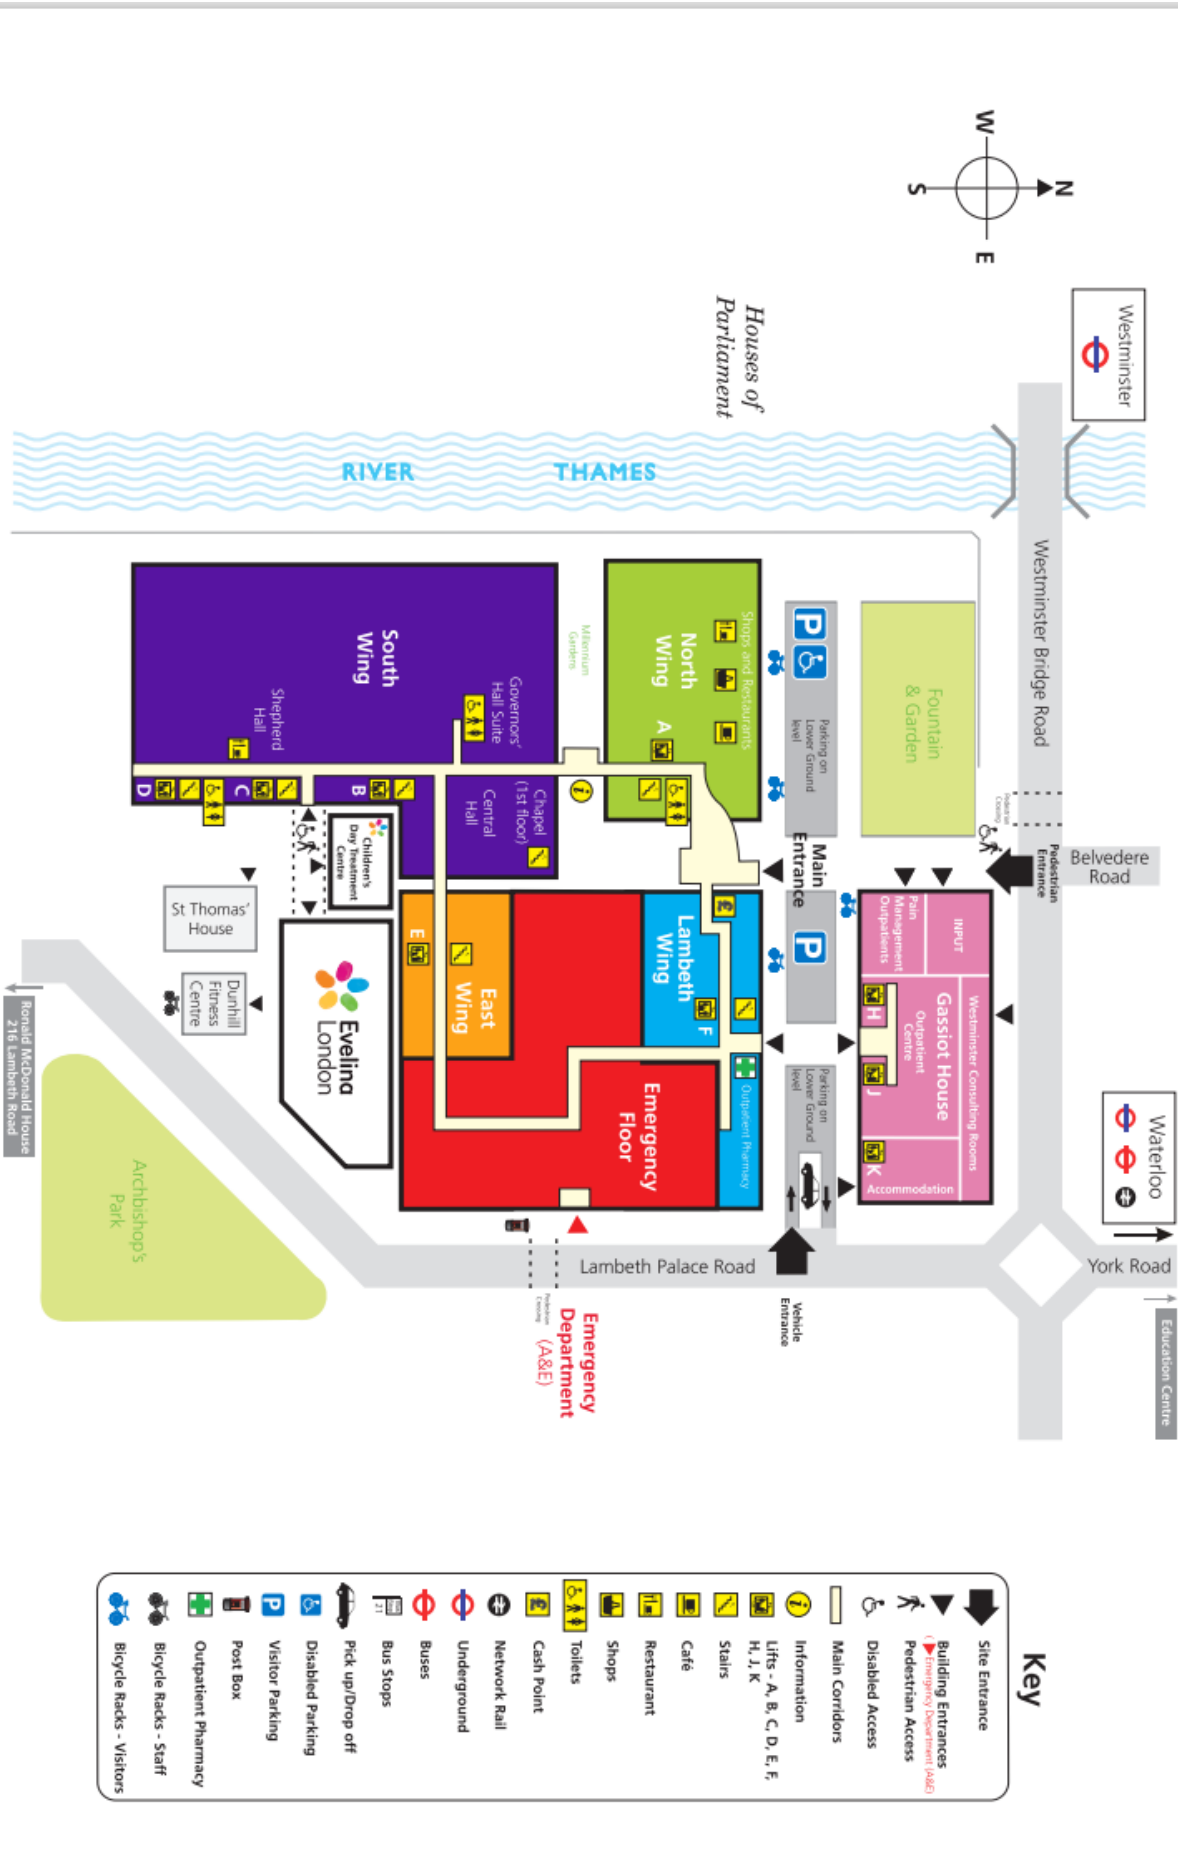 N
W
E
S
Westminster
Houses of
Parliament
RIVER THAMES
Westminster Bridge Road
Pedestrian
Crossing
Pedestrian
Entrance
Belvedere
Road
Waterloo
York Road
Education Centre
Fountain
& Garden
INPUT
Pain
Management
Outpatients
Westminster Consulting Rooms
Gassiot House
Outpatient
Centre
H
J
K
Accommodation
Parking on
Lower Ground
level
P
Main
Entrance
P
Parking on
Lower Ground
level
Vehicle
Entrance
Shops and Restaurants
North
Wing
A
Millennium
Gardens
i
£
Lambeth
Wing
F
Outpatient Pharmacy
Emergency
Floor
Lambeth Palace Road
Emergency
Department
(A&E)
Pedestrian
Crossing
Chapel
(1st floor)
Central
Hall
Governors'
Hall Suite
South
Wing
Shepherd
Hall
B
C
D
East
Wing
E
Children's
Day Treatment
Centre
Evelina
London
St Thomas'
House
Dunhill
Fitness
Centre
Archbishop's
Park
Ronald McDonald House
216 Lambeth Road
Key
Site Entrance
Building Entrances
( Emergency Department (A&E)
Pedestrian Access
Disabled Access
Main Corridors
i
Information
Lifts - A, B, C, D, E, F,
H, J, K
Stairs
Café
Restaurant
Shops
Toilets
£
Cash Point
Network Rail
Underground
Buses
Bus Stops
Pick up/Drop off
Disabled Parking
P
Visitor Parking
Post Box
Outpatient Pharmacy
Bicycle Racks - Staff
Bicycle Racks - Visitors